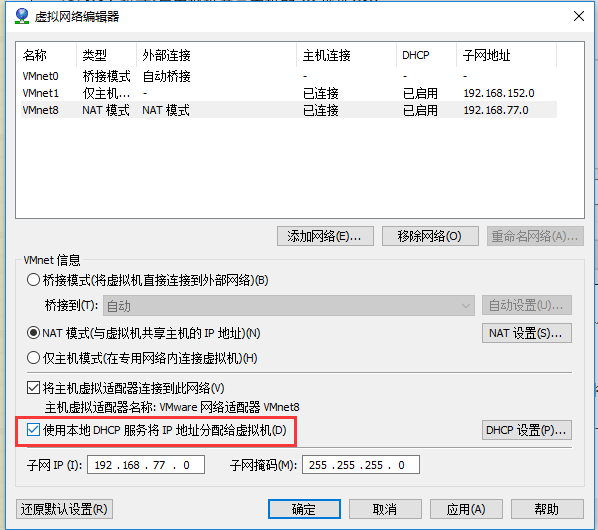 虚拟网络编辑器
名称 类型 外部连接 主机连接 DHCP 子网地址
VMnet0 桥接模式 自动桥接 - - -
VMnet1 仅主机... - 已连接 已启用 192.168.152.0
VMnet8 NAT 模式 NAT 模式 已连接 已启用 192.168.77.0
添加网络(E)... 移除网络(O) 重命名网络(A)...
VMnet 信息
桥接模式(将虚拟机直接连接到外部网络)(B)
桥接到(T): 自动 自动设置(U)...
NAT 模式(与虚拟机共享主机的 IP 地址)(N) NAT 设置(S)...
仅主机模式(在专用网络内连接虚拟机)(H)
将主机虚拟适配器连接到此网络(V)
主机虚拟适配器名称: VMware 网络适配器 VMnet8
使用本地 DHCP 服务将 IP 地址分配给虚拟机(D) DHCP 设置(P)...
子网 IP (I): 192 .168 . 77 . 0 子网掩码(M): 255 .255 .255 . 0
还原默认设置(R) 确定 取消 应用(A) 帮助